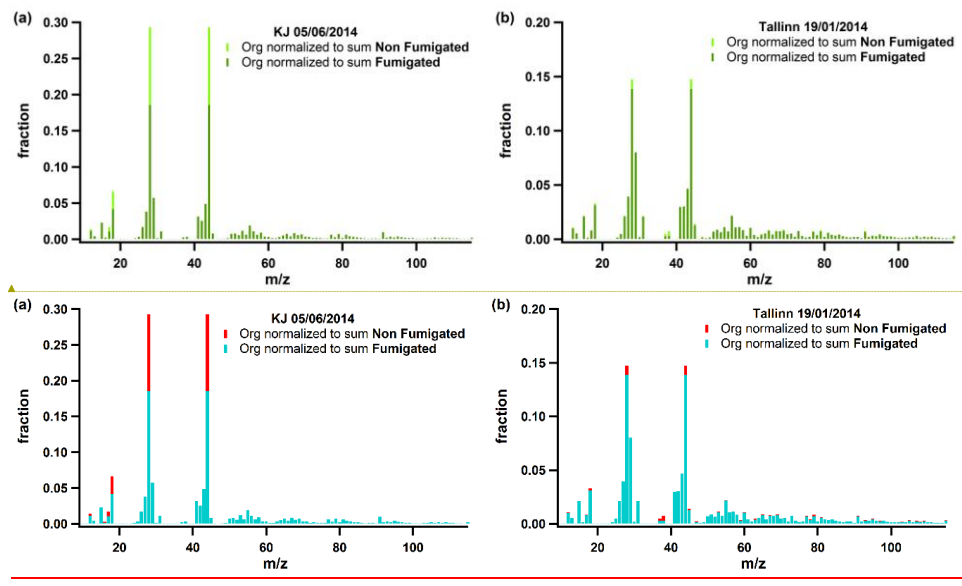 (a)
KJ 05/06/2014
Org normalized to sum Non Fumigated
Org normalized to sum Fumigated
0.30
0.25
0.20
0.15
0.10
0.05
0.00
fraction
20
40
60
80
100
m/z
(b)
Tallinn 19/01/2014
Org normalized to sum Non Fumigated
Org normalized to sum Fumigated
0.20
0.15
0.10
0.05
0.00
fraction
20
40
60
80
100
m/z
(a)
KJ 05/06/2014
Org normalized to sum Non Fumigated
Org normalized to sum Fumigated
0.30
0.25
0.20
0.15
0.10
0.05
0.00
fraction
20
40
60
80
100
m/z
(b)
Tallinn 19/01/2014
Org normalized to sum Non Fumigated
Org normalized to sum Fumigated
0.20
0.15
0.10
0.05
0.00
fraction
20
40
60
80
100
m/z